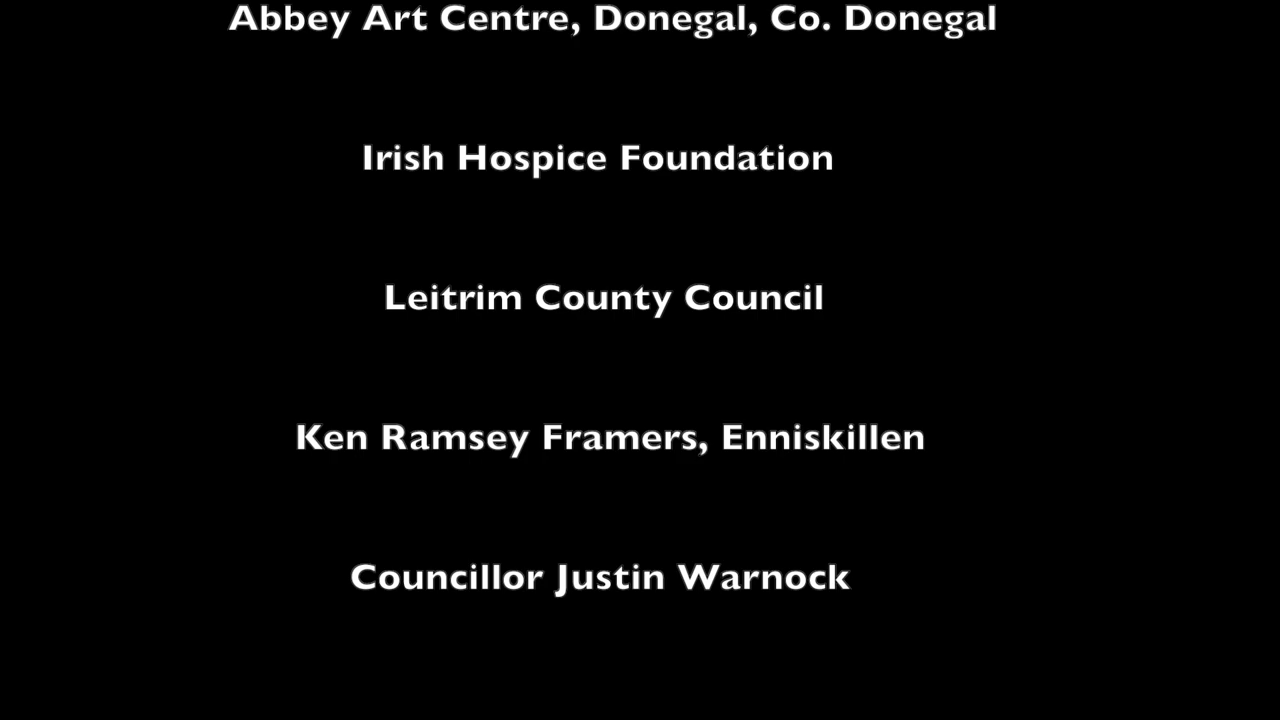 Abbey Art Centre, Donegal, Co. Donegal
Irish Hospice Foundation
Leitrim County Council
Ken Ramsey Framers, Enniskillen
Councillor Justin Warnock